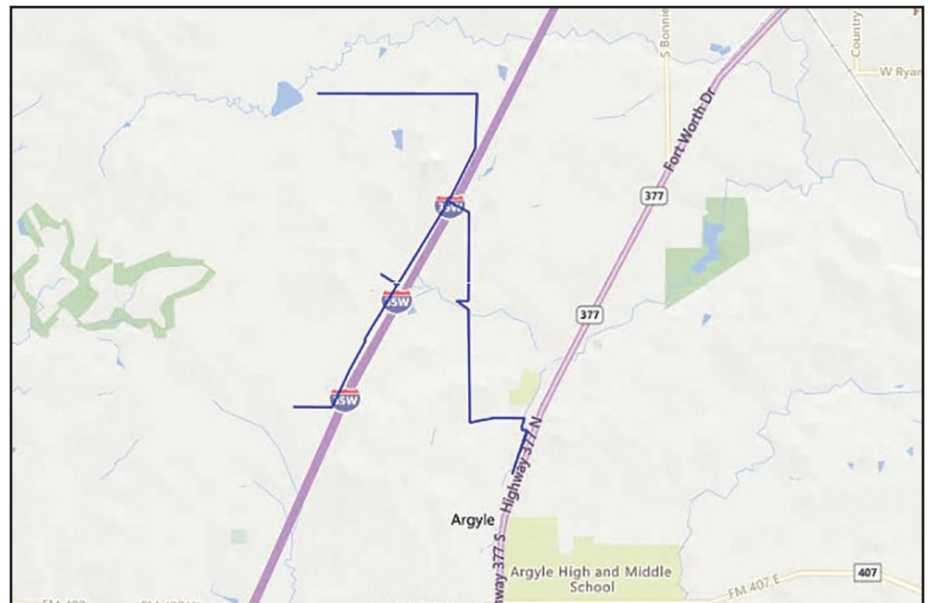 S Bonnie
Country
W Ryan
Fort Worth Dr
377
35W
377
35W
35W
Highway 377 N
Argyle
Highway 377 S
Argyle High and Middle
School
407
FM 407 E